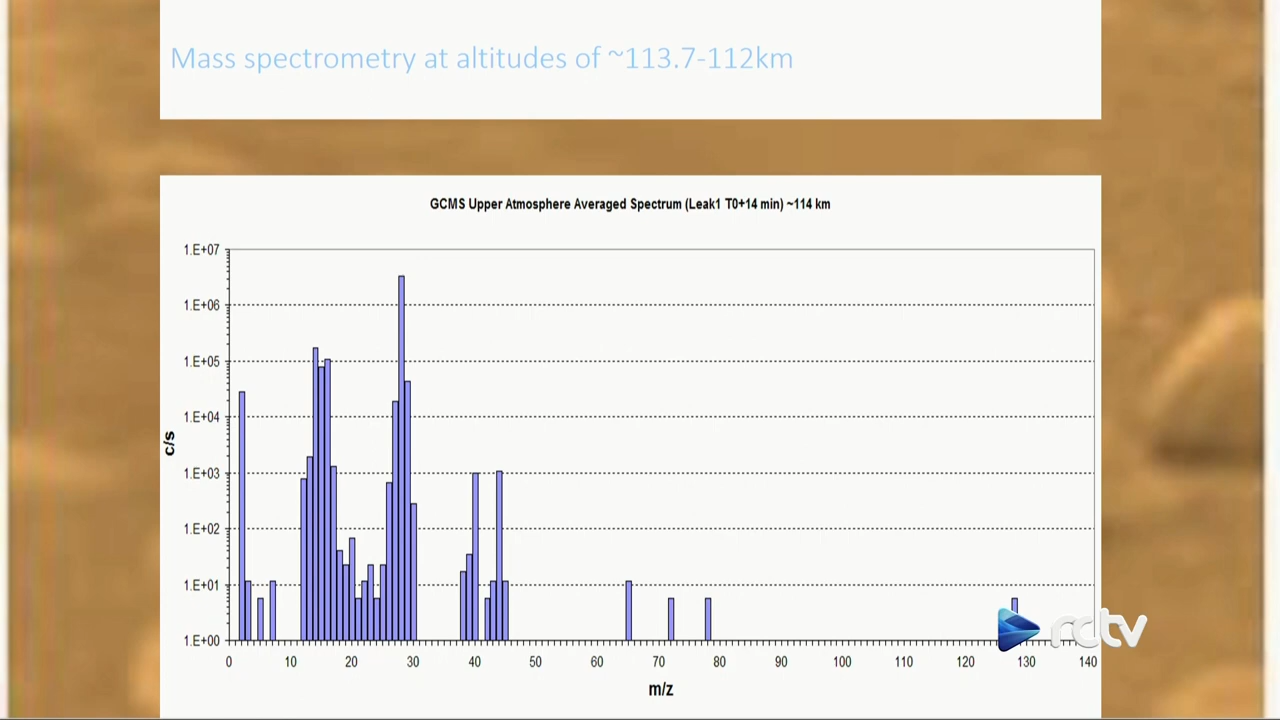 Mass spectrometry at altitudes of ~113.7-112km
GCMS Upper Atmosphere Averaged Spectrum (Leak1 T0+14 min) ~114 km
1.E+07
1.E+06
1.E+05
1.E+04
1.E+03
1.E+02
1.E+01
1.E+00
c/s
0 10 20 30 40 50 60 70 80 90 100 110 120 130 140
m/z
rdtv